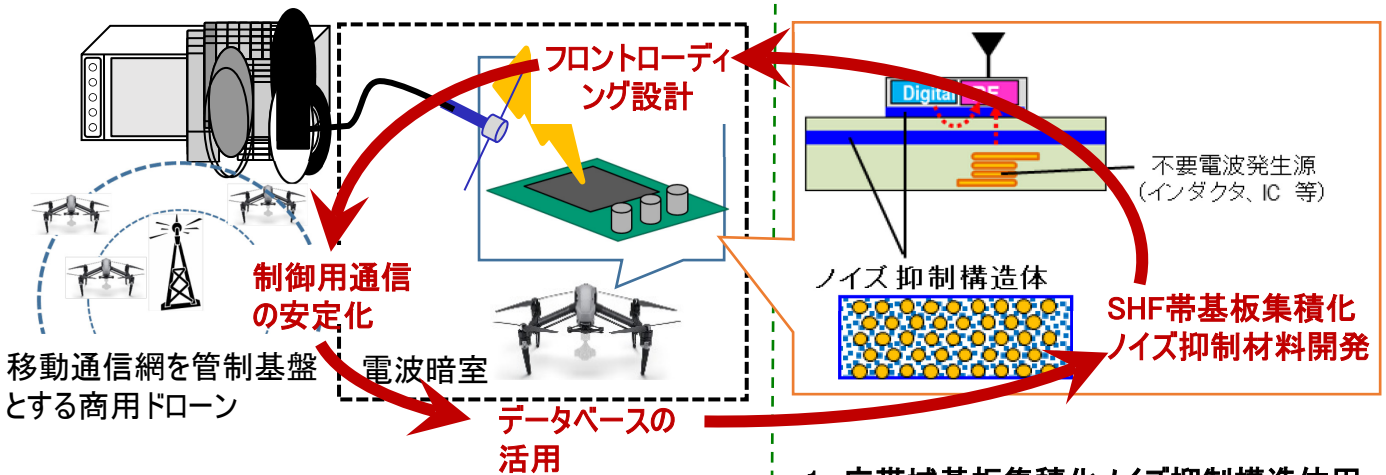 フロントローディ
ング設計
Digital
RF
不要電波発生源
(インダクタ、IC 等)
ノイズ抑制構造体
制御用通信
の安定化
SHF帯基板集積化
ノイズ抑制材料開発
移動通信網を管制基盤
とする商用ドローン
電波暗室
データベースの
活用